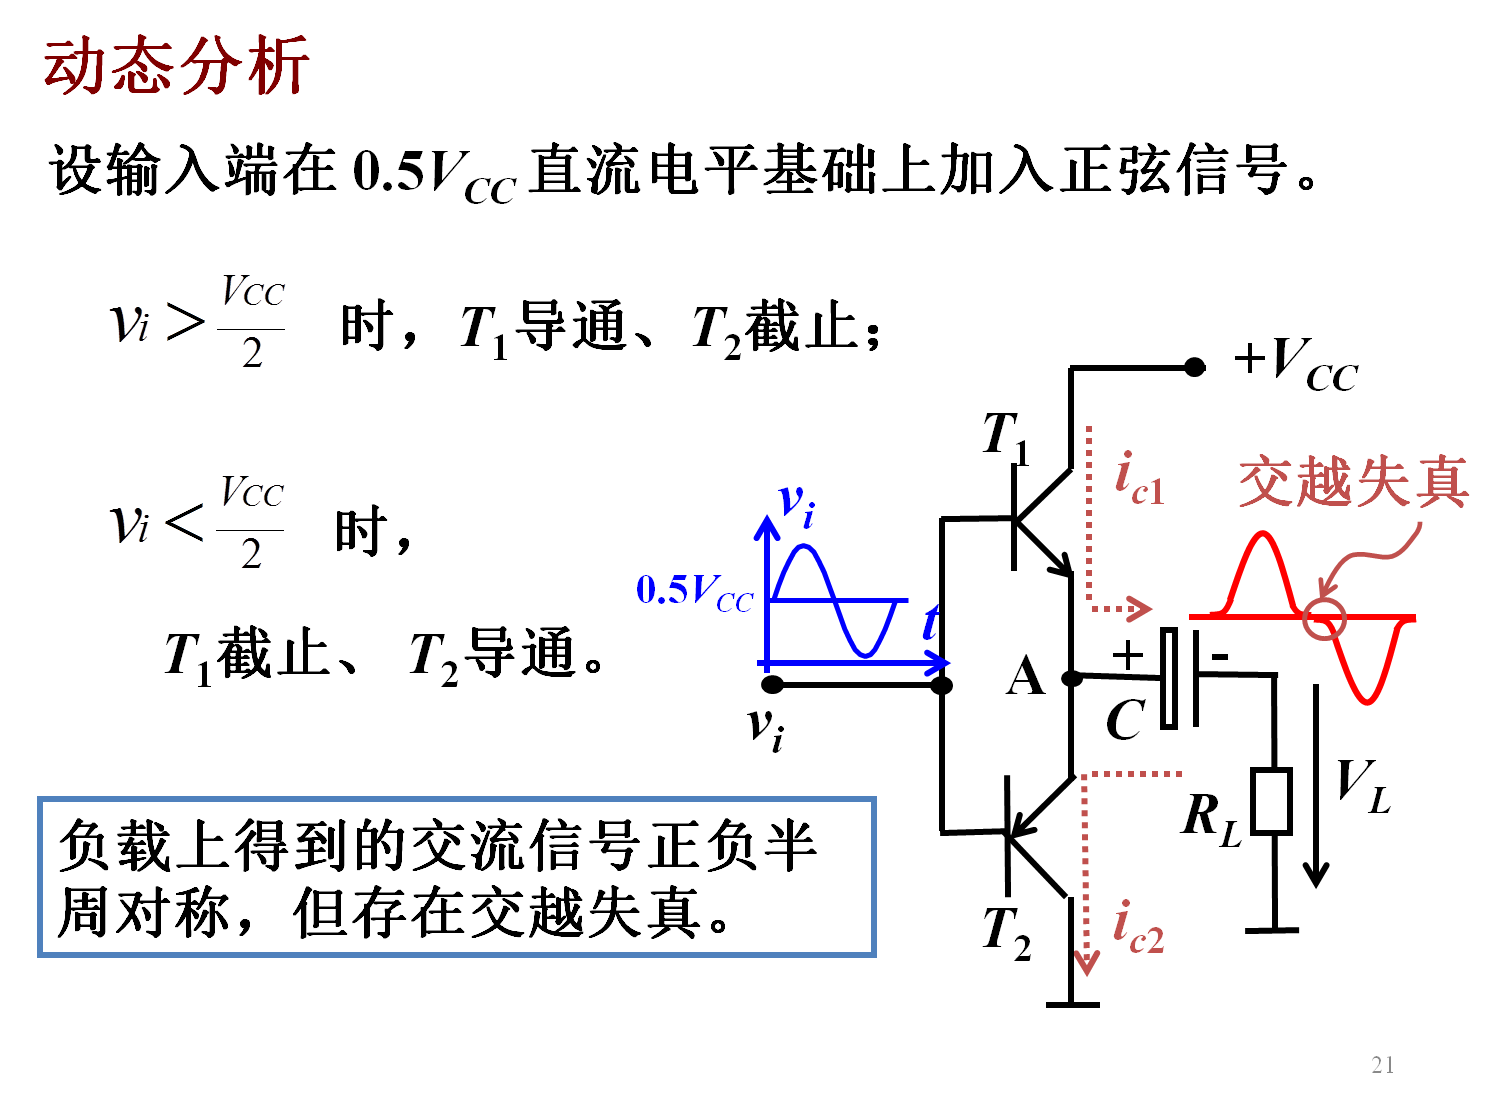 动态分析
设输入端在 0.5VCC 直流电平基础上加入正弦信号。
vi > VCC/2 时，T1导通、T2截止；
vi < VCC/2 时，
T1截止、T2导通。
负载上得到的交流信号正负半
周对称，但存在交越失真。
+VCC
T1
ic1
交越失真
vi
0.5VCC
t
vi
A
+
-
C
RL
VL
T2
ic2
21